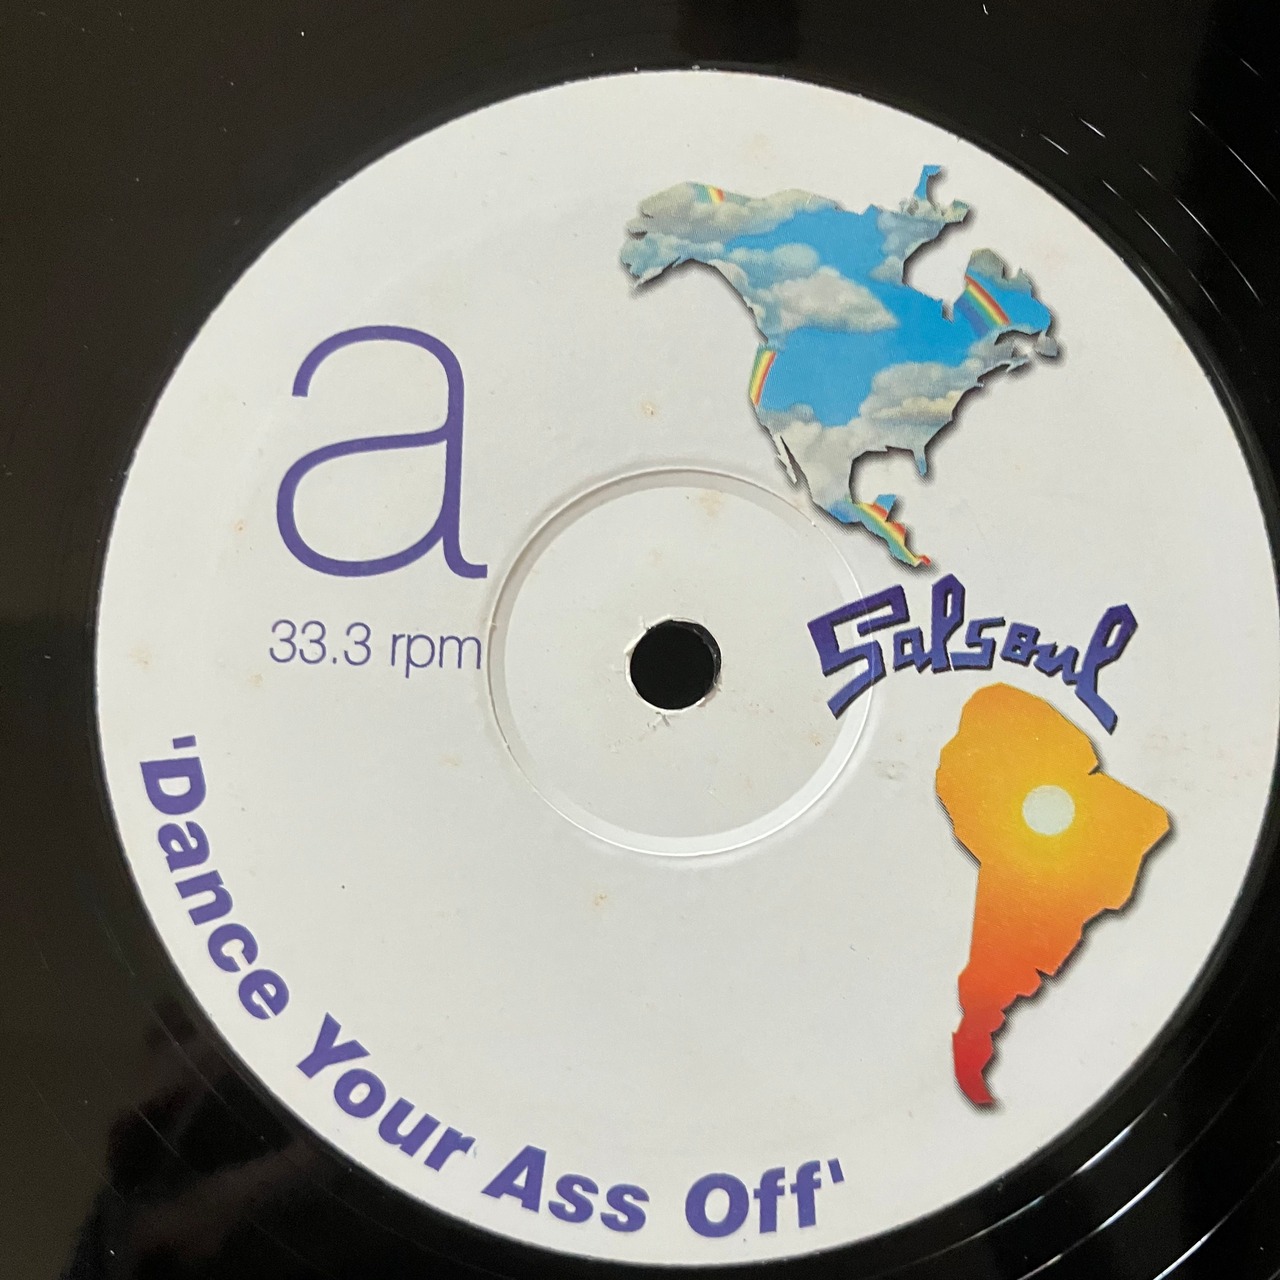 a
33.3 rpm
Salsoul
'Dance Your Ass Off'